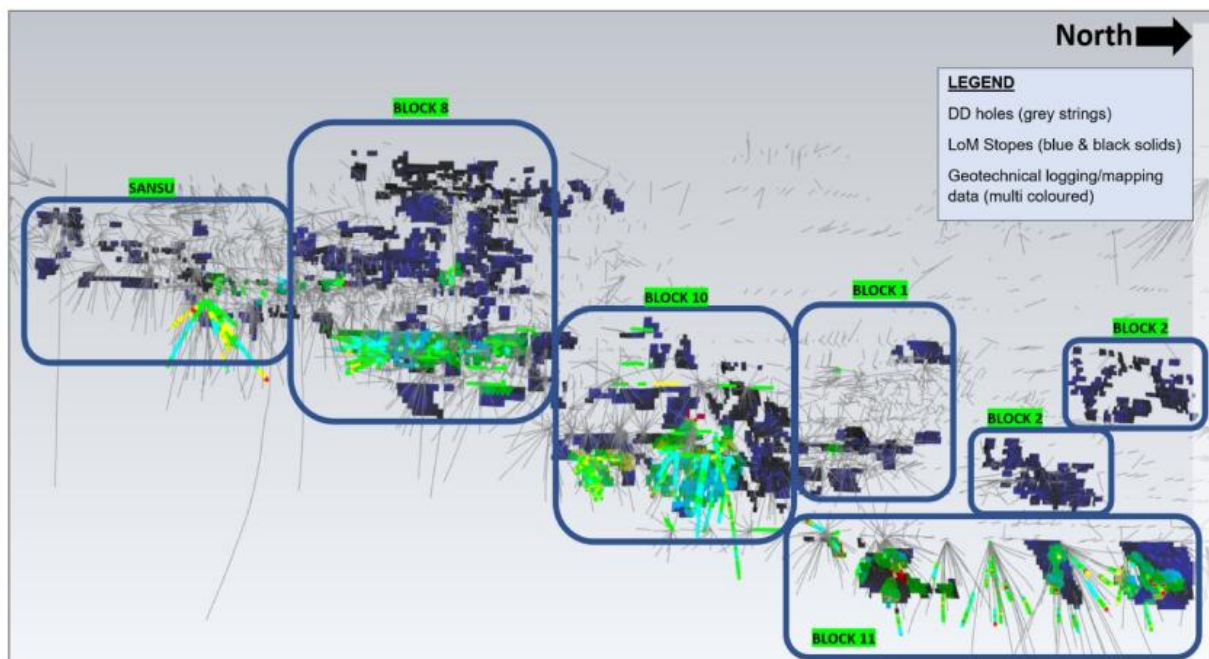 North
LEGEND
DD holes (grey strings)
LoM Stopes (blue & black solids)
Geotechnical logging/mapping
data (multi coloured)
BLOCK 8
SANSU
BLOCK 10
BLOCK 1
BLOCK 2
BLOCK 2
BLOCK 11